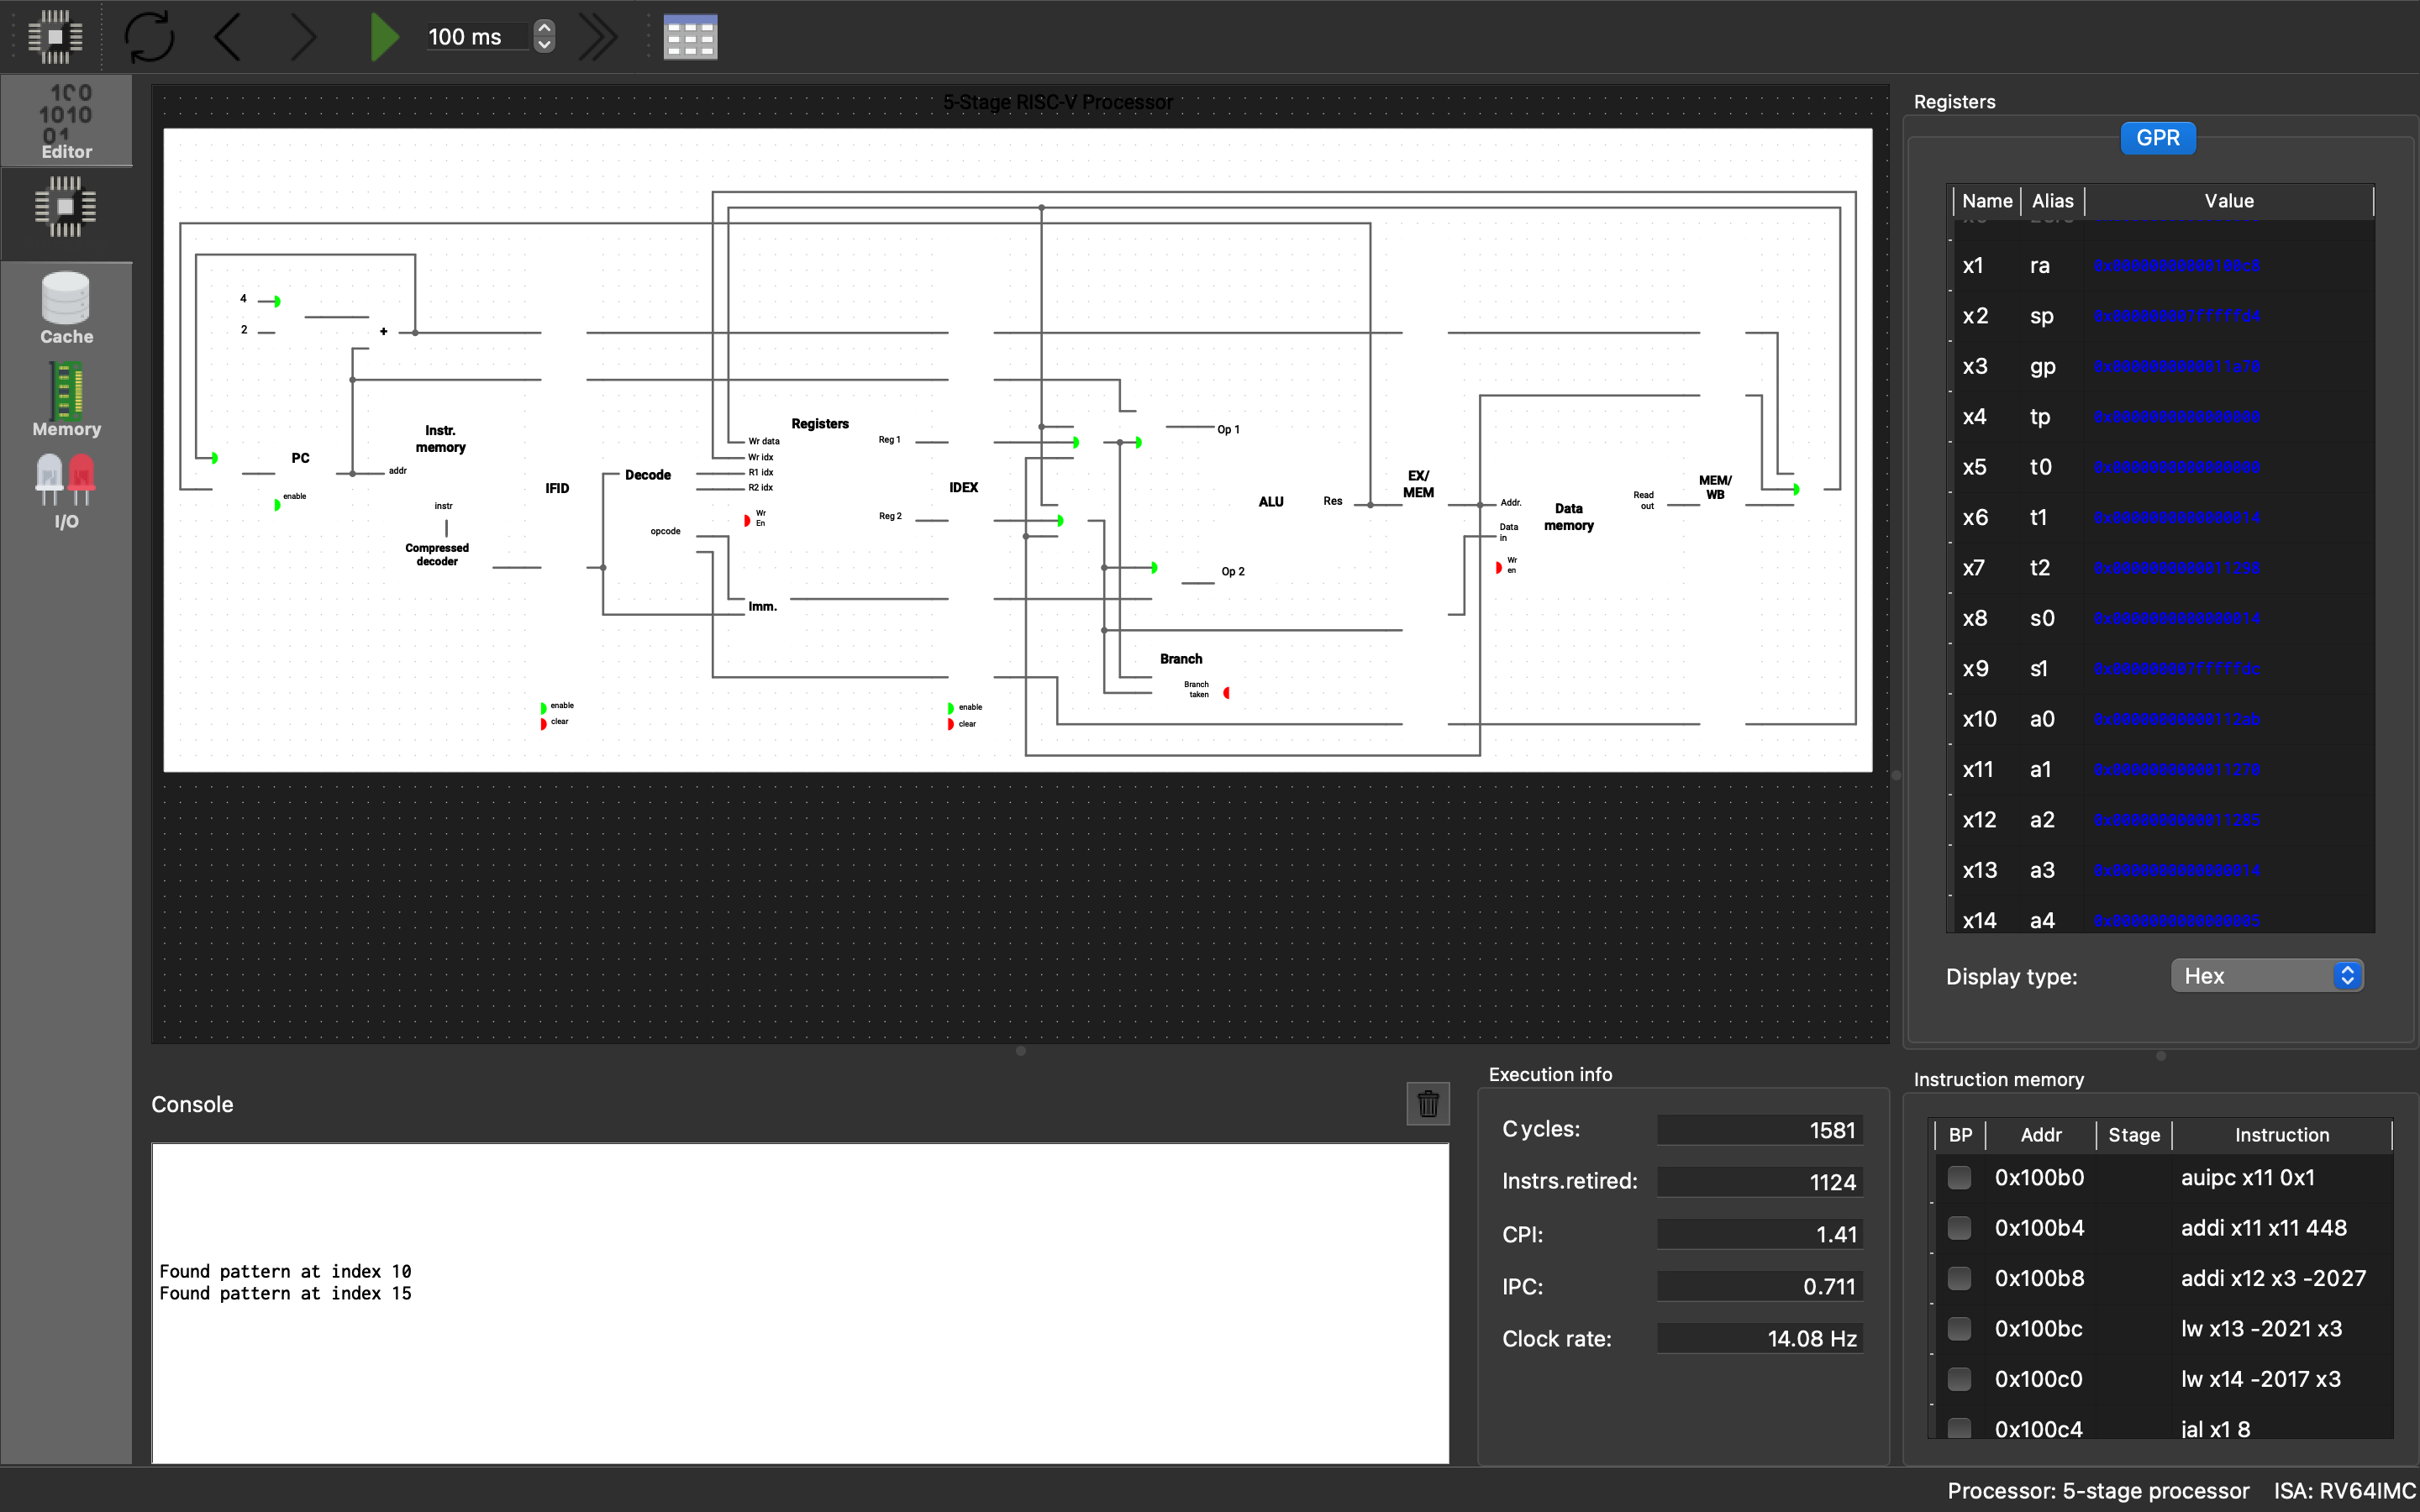 100 ms
100
1010
01
Editor
Cache
Memory
I/O
5-Stage RISC-V Processor
4
2
+
PC
enable
addr
Instr.
memory
instr
Compressed
decoder
IFID
enable
clear
Decode
opcode
Registers
Wr data
Wr idx
R1 idx
R2 idx
Wr
En
Reg 1
Reg 2
Imm.
IDEX
enable
clear
Op 1
Op 2
ALU
Res
Branch
Branch
taken
EX/
MEM
Addr.
Data
in
Wr
en
Data
memory
Read
out
MEM/
WB
Registers
GPR
Name Alias Value
x1 ra 0x00000000000100c8
x2 sp 0x000000007fffffd4
x3 gp 0x0000000000011a70
x4 tp 0x0000000000000000
x5 t0 0x0000000000000000
x6 t1 0x0000000000000014
x7 t2 0x0000000000011298
x8 s0 0x0000000000000014
x9 s1 0x000000007fffffdc
x10 a0 0x00000000000112ab
x11 a1 0x0000000000011270
x12 a2 0x0000000000011285
x13 a3 0x0000000000000014
x14 a4 0x0000000000000005
Display type: Hex
Console
Found pattern at index 10
Found pattern at index 15
Execution info
Cycles: 1581
Instrs.retired: 1124
CPI: 1.41
IPC: 0.711
Clock rate: 14.08 Hz
Instruction memory
BP Addr Stage Instruction
0x100b0 auipc x11 0x1
0x100b4 addi x11 x11 448
0x100b8 addi x12 x3 -2027
0x100bc lw x13 -2021 x3
0x100c0 lw x14 -2017 x3
0x100c4 jal x1 8
Processor: 5-stage processor ISA: RV64IMC